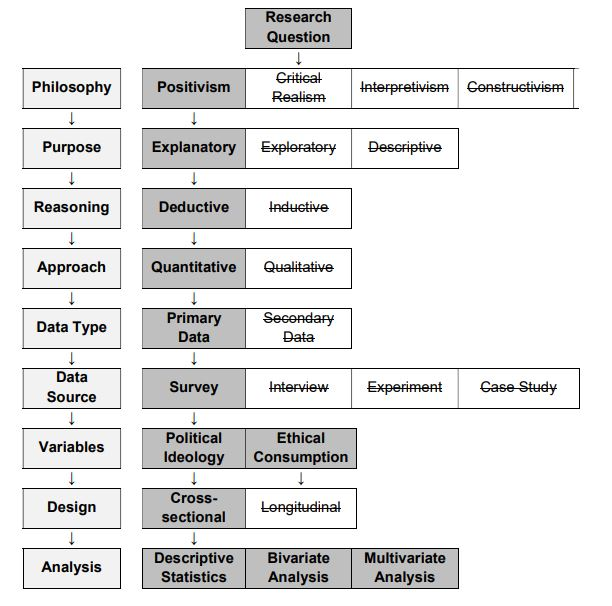 Research
Question
↓
Philosophy Positivism Critical Realism Interpretivism Constructivism
↓ ↓
Purpose Explanatory Exploratory Descriptive
↓ ↓
Reasoning Deductive Inductive
↓ ↓
Approach Quantitative Qualitative
↓ ↓
Data Type Primary Data Secondary Data
↓ ↓
Data Source Survey Interview Experiment Case Study
↓ ↓
Variables Political Ideology Ethical Consumption
↓ ↓ ↓
Design Cross-sectional Longitudinal
↓ ↓
Analysis Descriptive Statistics Bivariate Analysis Multivariate Analysis